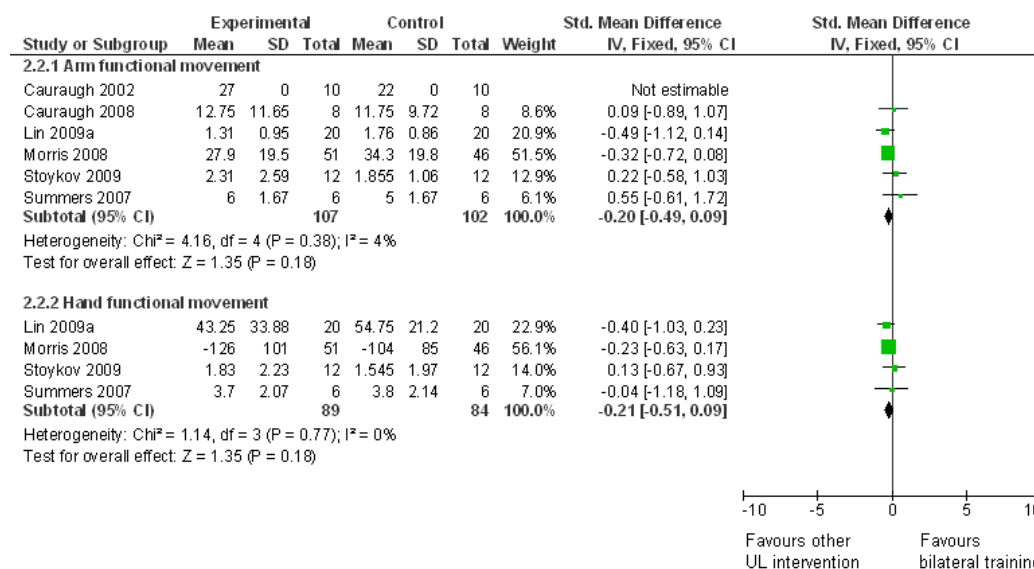 Experimental Control Std. Mean Difference Std. Mean Difference
Study or Subgroup Mean SD Total Mean SD Total Weight IV, Fixed, 95% CI IV, Fixed, 95% CI
2.2.1 Arm functional movement
Cauraugh 2002 27 0 10 22 0 10 Not estimable
Cauraugh 2008 12.75 11.65 8 11.75 9.72 8 8.6% 0.09 [-0.89, 1.07]
Lin 2009a 1.31 0.95 20 1.76 0.86 20 20.9% -0.49 [-1.12, 0.14]
Morris 2008 27.9 19.5 51 34.3 19.8 46 51.5% -0.32 [-0.72, 0.08]
Stoykov 2009 2.31 2.59 12 1.855 1.06 12 12.9% 0.22 [-0.58, 1.03]
Summers 2007 6 1.67 6 5 1.67 6 6.1% 0.55 [-0.61, 1.72]
Subtotal (95% CI) 107 102 100.0% -0.20 [-0.49, 0.09]
Heterogeneity: Chi² = 4.16, df = 4 (P = 0.38); I² = 4%
Test for overall effect: Z = 1.35 (P = 0.18)
2.2.2 Hand functional movement
Lin 2009a 43.25 33.88 20 54.75 21.2 20 22.9% -0.40 [-1.03, 0.23]
Morris 2008 -126 101 51 -104 85 46 56.1% -0.23 [-0.63, 0.17]
Stoykov 2009 1.83 2.23 12 1.545 1.97 12 14.0% 0.13 [-0.67, 0.93]
Summers 2007 3.7 2.07 6 3.8 2.14 6 7.0% -0.04 [-1.18, 1.09]
Subtotal (95% CI) 89 84 100.0% -0.21 [-0.51, 0.09]
Heterogeneity: Chi² = 1.14, df = 3 (P = 0.77); I² = 0%
Test for overall effect: Z = 1.35 (P = 0.18)
-10 -5 0 5 10
Favours other Favours
UL intervention bilateral training